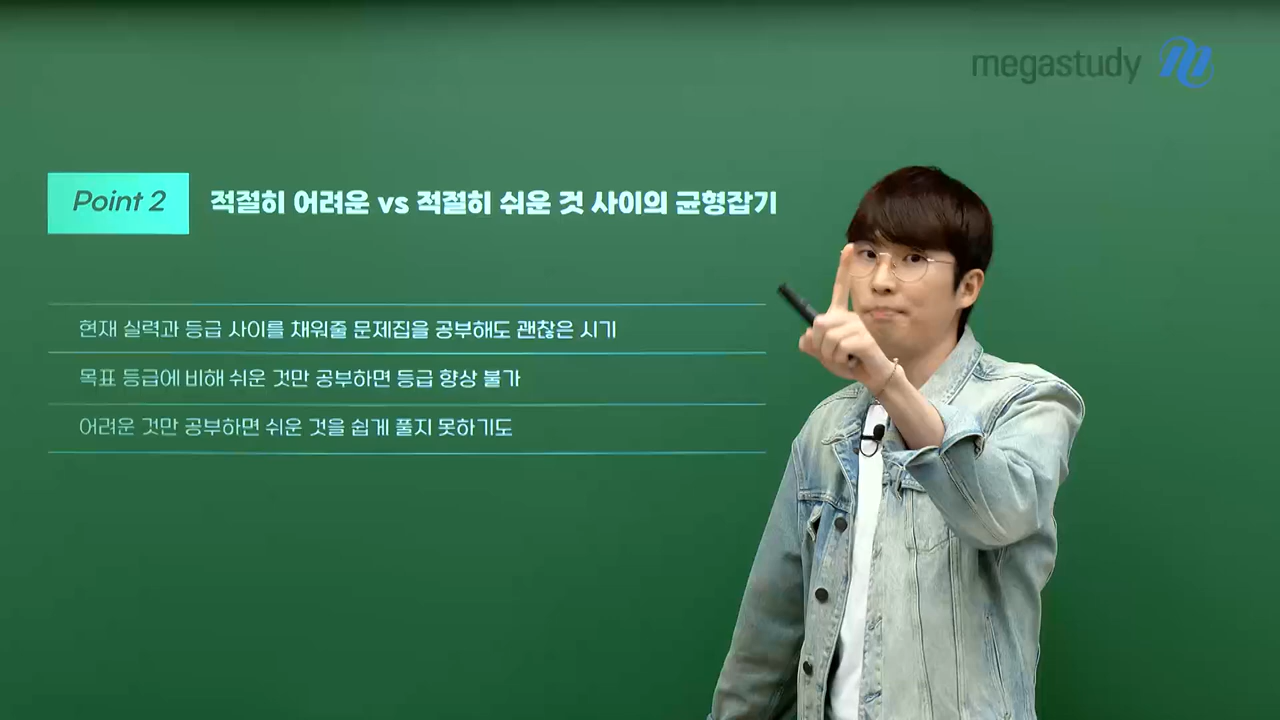 megastudy
Point 2
적절히 어려운 vs 적절히 쉬운 것 사이의 균형잡기
현재 실력과 등급 사이를 채워줄 문제집을 공부해도 괜찮은 시기
목표 등급에 비해 쉬운 것만 공부하면 등급 향상 불가
어려운 것만 공부하면 쉬운 것을 쉽게 풀지 못하기도